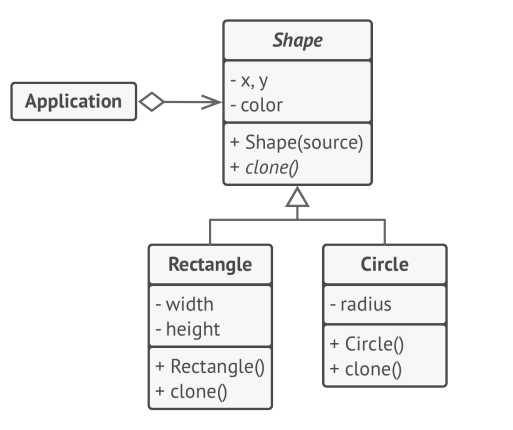 Shape
- x, y
- color
+ Shape(source)
+ clone()
Application
Rectangle
- width
- height
+ Rectangle()
+ clone()
Circle
- radius
+ Circle()
+ clone()